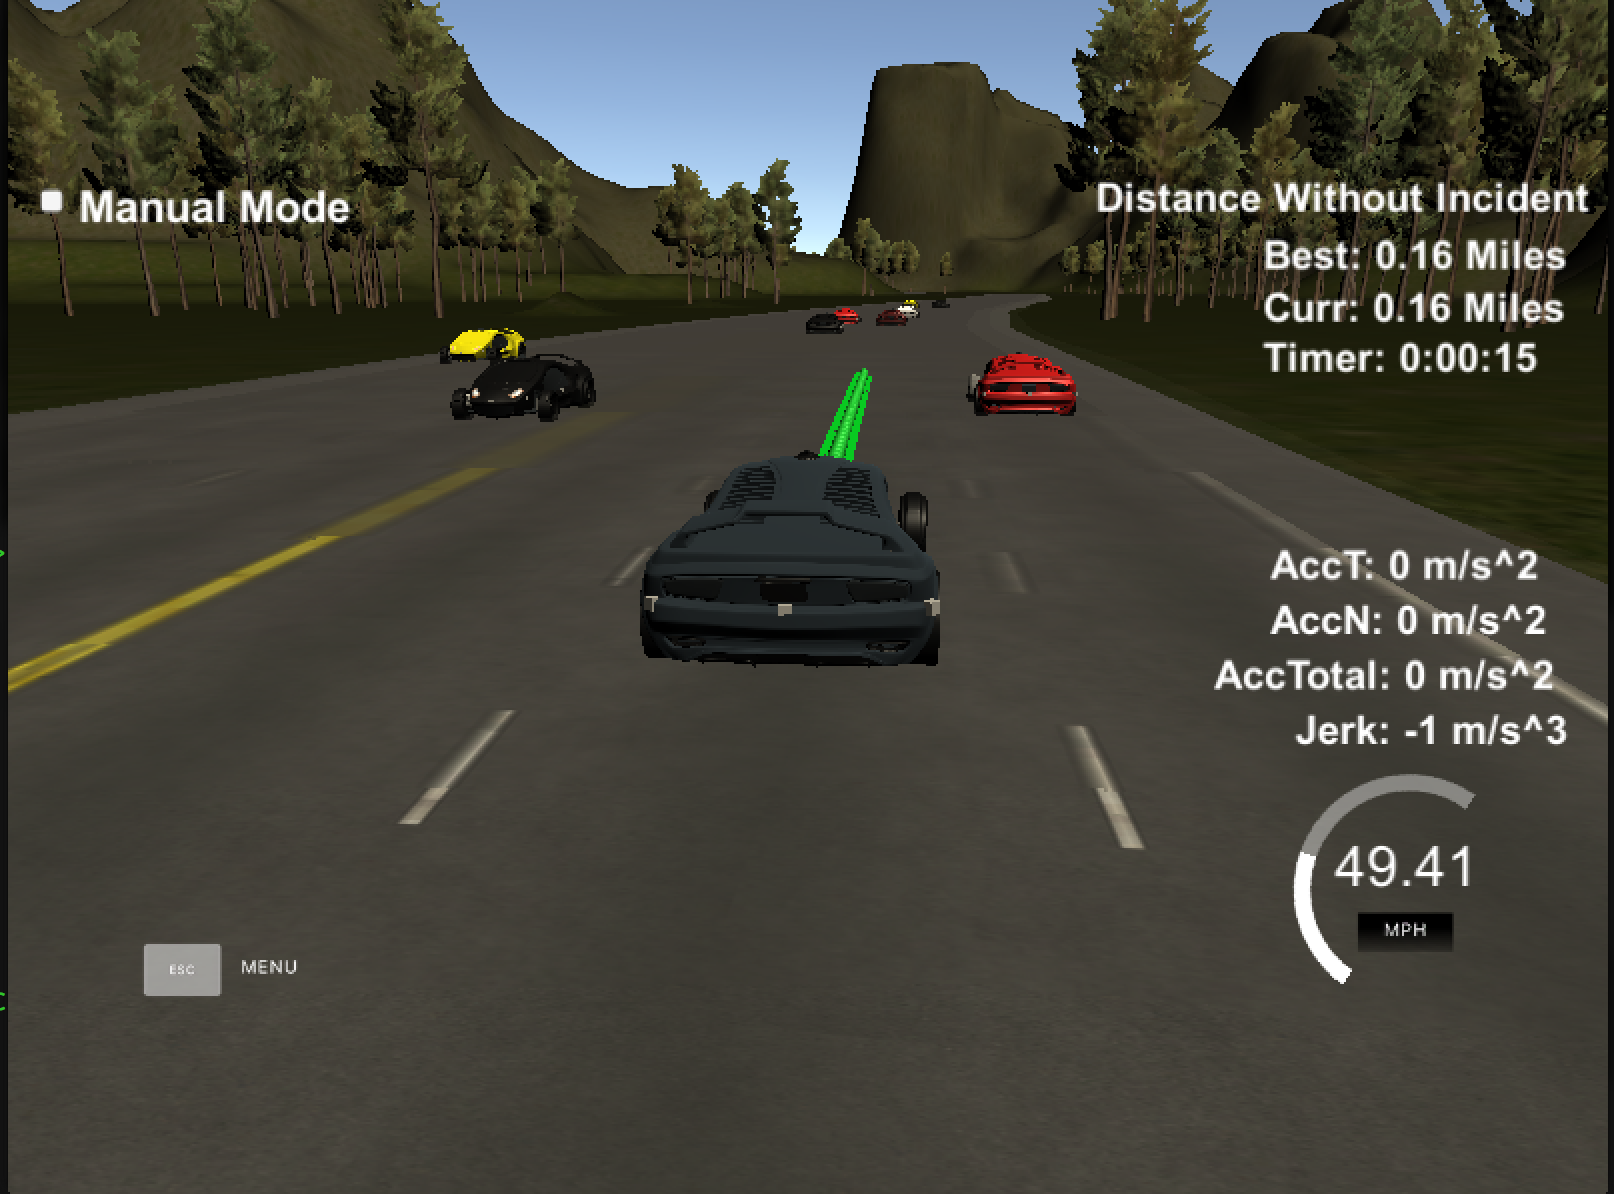 Manual Mode
Distance Without Incident
Best: 0.16 Miles
Curr: 0.16 Miles
Timer: 0:00:15
AccT: 0 m/s^2
AccN: 0 m/s^2
AccTotal: 0 m/s^2
Jerk: -1 m/s^3
49.41
MPH
ESC MENU